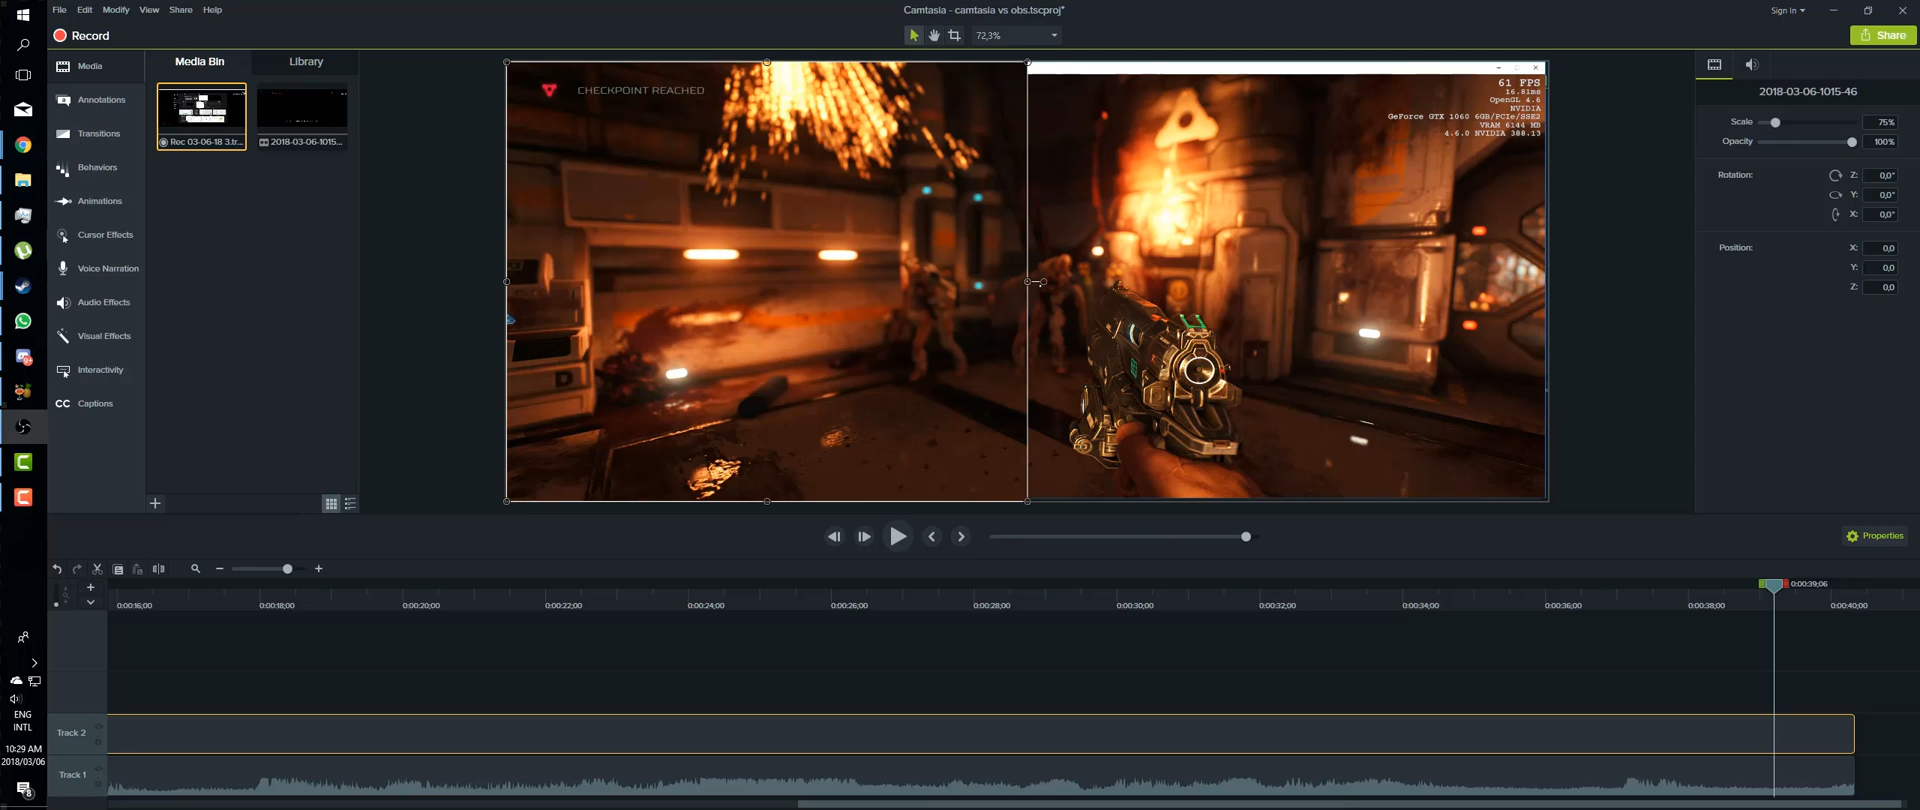 File Edit Modify View Share Help
Camtasia - camtasia vs obs.tscproj*
Sign In
Record
72,3%
Share
Media
Media Bin
Library
Annotations
Transitions
Behaviors
Animations
Cursor Effects
Voice Narration
Audio Effects
Visual Effects
Interactivity
CC Captions
Rec 03-06-18 3.tr...
2018-03-06-1015...
CHECKPOINT REACHED
61 FPS
16.81ms
OpenGL 4.6
NVIDIA
GeForce GTX 1060 6GB/PCIe/SSE2
VRAM 6144 MB
4.6.0 NVIDIA 388.13
2018-03-06-1015-46
Scale 75%
Opacity 100%
Rotation: Z: 0,0°
Y: 0,0°
X: 0,0°
Position: X: 0,0
Y: 0,0
Z: 0,0
Properties
0:00:39;06
0:00:16;00 0:00:18;00 0:00:20;00 0:00:22;00 0:00:24;00 0:00:26;00 0:00:28;00 0:00:30;00 0:00:32;00 0:00:34;00 0:00:36;00 0:00:38;00 0:00:40;00
Track 2
Track 1
ENG
INTL
10:29 AM
2018/03/06
8